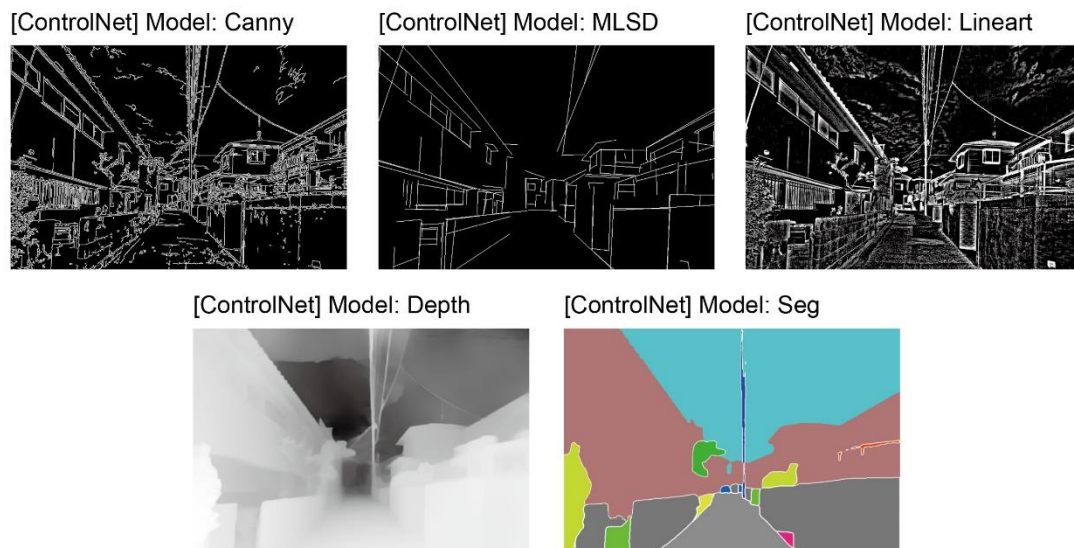 [ControlNet] Model: Canny
[ControlNet] Model: MLSD
[ControlNet] Model: Lineart
[ControlNet] Model: Depth
[ControlNet] Model: Seg